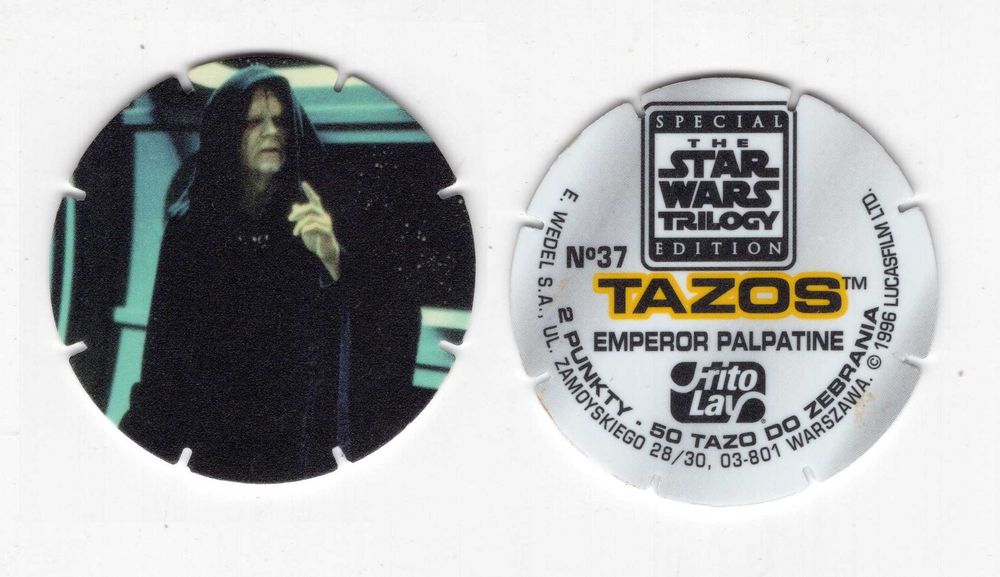 SPECIAL
THE
STAR
WARS
TRILOGY
EDITION
Nº37
TAZOS™
EMPEROR PALPATINE
Frito
Lay®
2 PUNKTY - 50 TAZO DO ZEBRANIA
E. WEDEL S.A., UL. ZAMOYSKIEGO 28/30, 03-801 WARSZAWA. © 1996 LUCASFILM LTD.